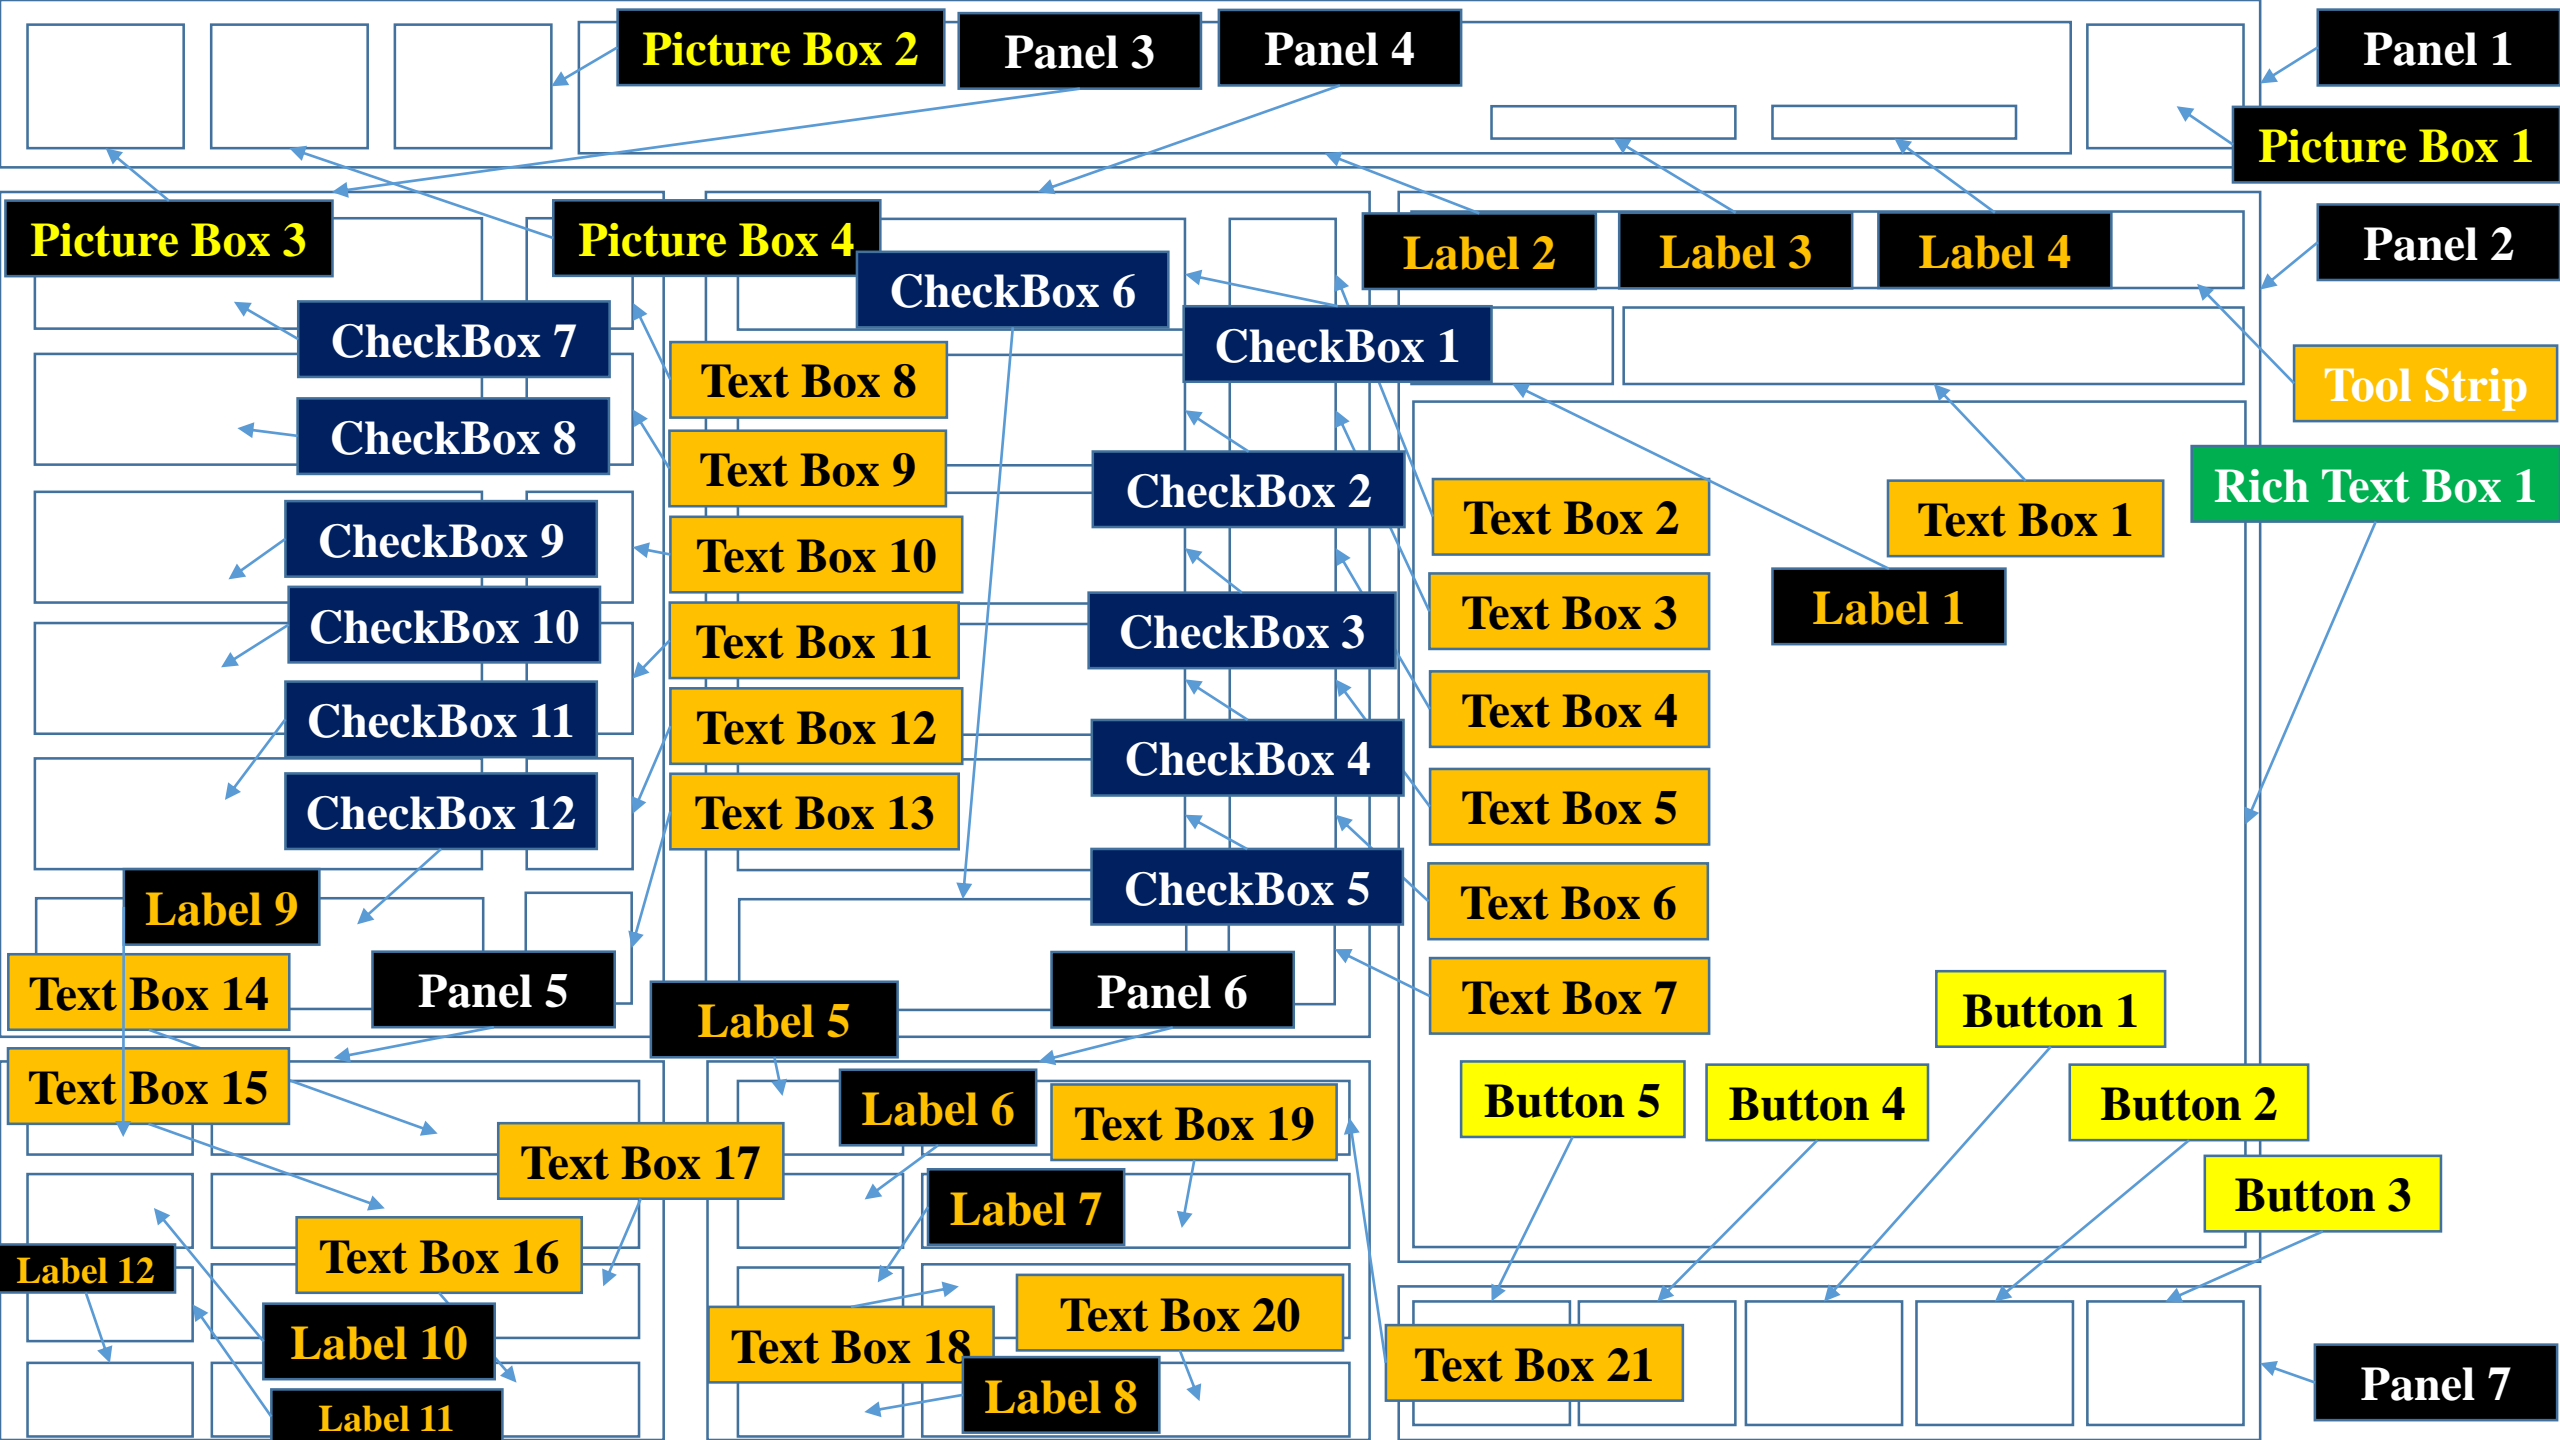 Picture Box 2
Panel 3
Panel 4
Panel 1
Picture Box 1
Picture Box 3
Picture Box 4
Label 2
Label 3
Label 4
Panel 2
CheckBox 6
CheckBox 7
CheckBox 1
Text Box 8
Tool Strip
CheckBox 8
Text Box 9
CheckBox 2
Rich Text Box 1
Text Box 2
Text Box 1
CheckBox 9
Text Box 10
CheckBox 10
Text Box 11
CheckBox 3
Text Box 3
Label 1
CheckBox 11
Text Box 12
CheckBox 4
Text Box 4
CheckBox 12
Text Box 13
Text Box 5
CheckBox 5
Text Box 6
Label 9
Text Box 14
Panel 5
Label 5
Panel 6
Text Box 7
Button 1
Text Box 15
Label 6
Text Box 19
Button 5
Button 4
Button 2
Text Box 17
Label 7
Button 3
Label 12
Text Box 16
Label 10
Text Box 18
Text Box 20
Text Box 21
Label 11
Label 8
Panel 7